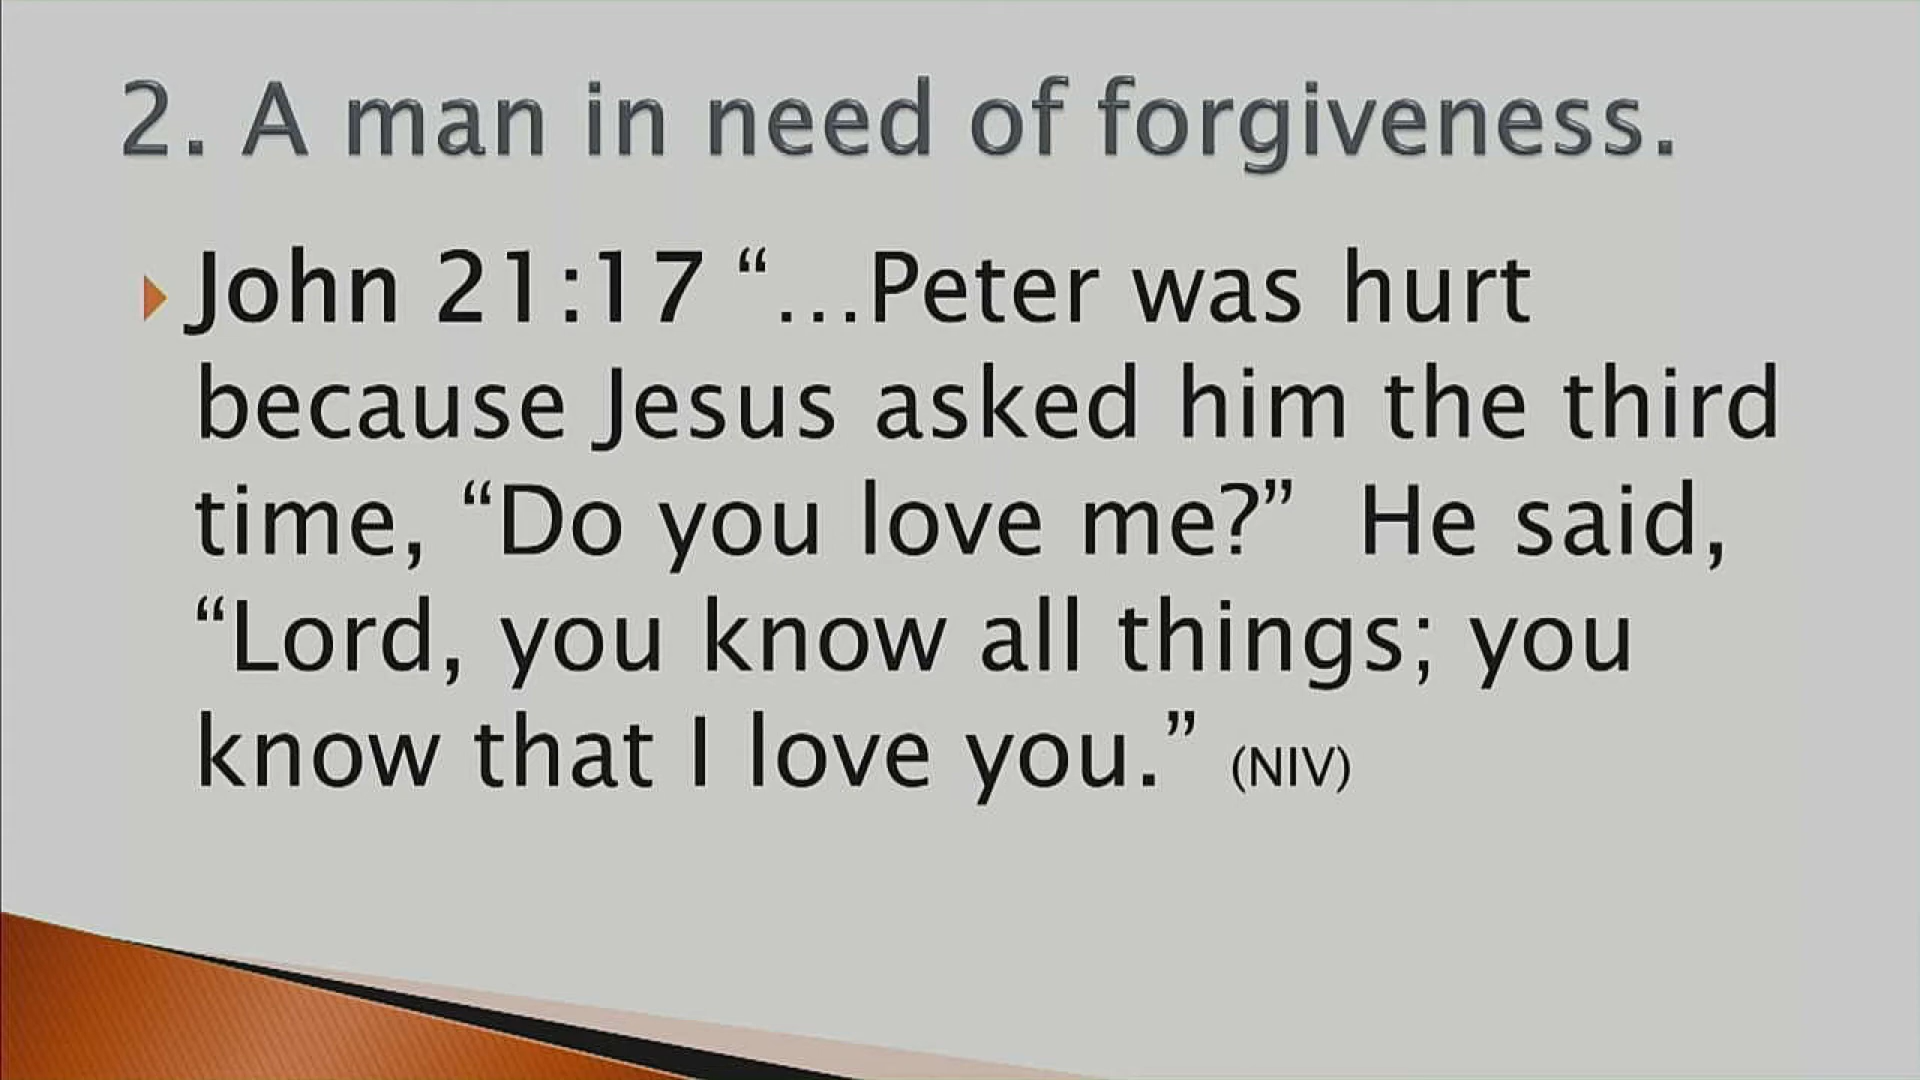 2. A man in need of forgiveness.
John 21:17 “...Peter was hurt
because Jesus asked him the third
time, “Do you love me?”  He said,
“Lord, you know all things; you
know that I love you.” (NIV)